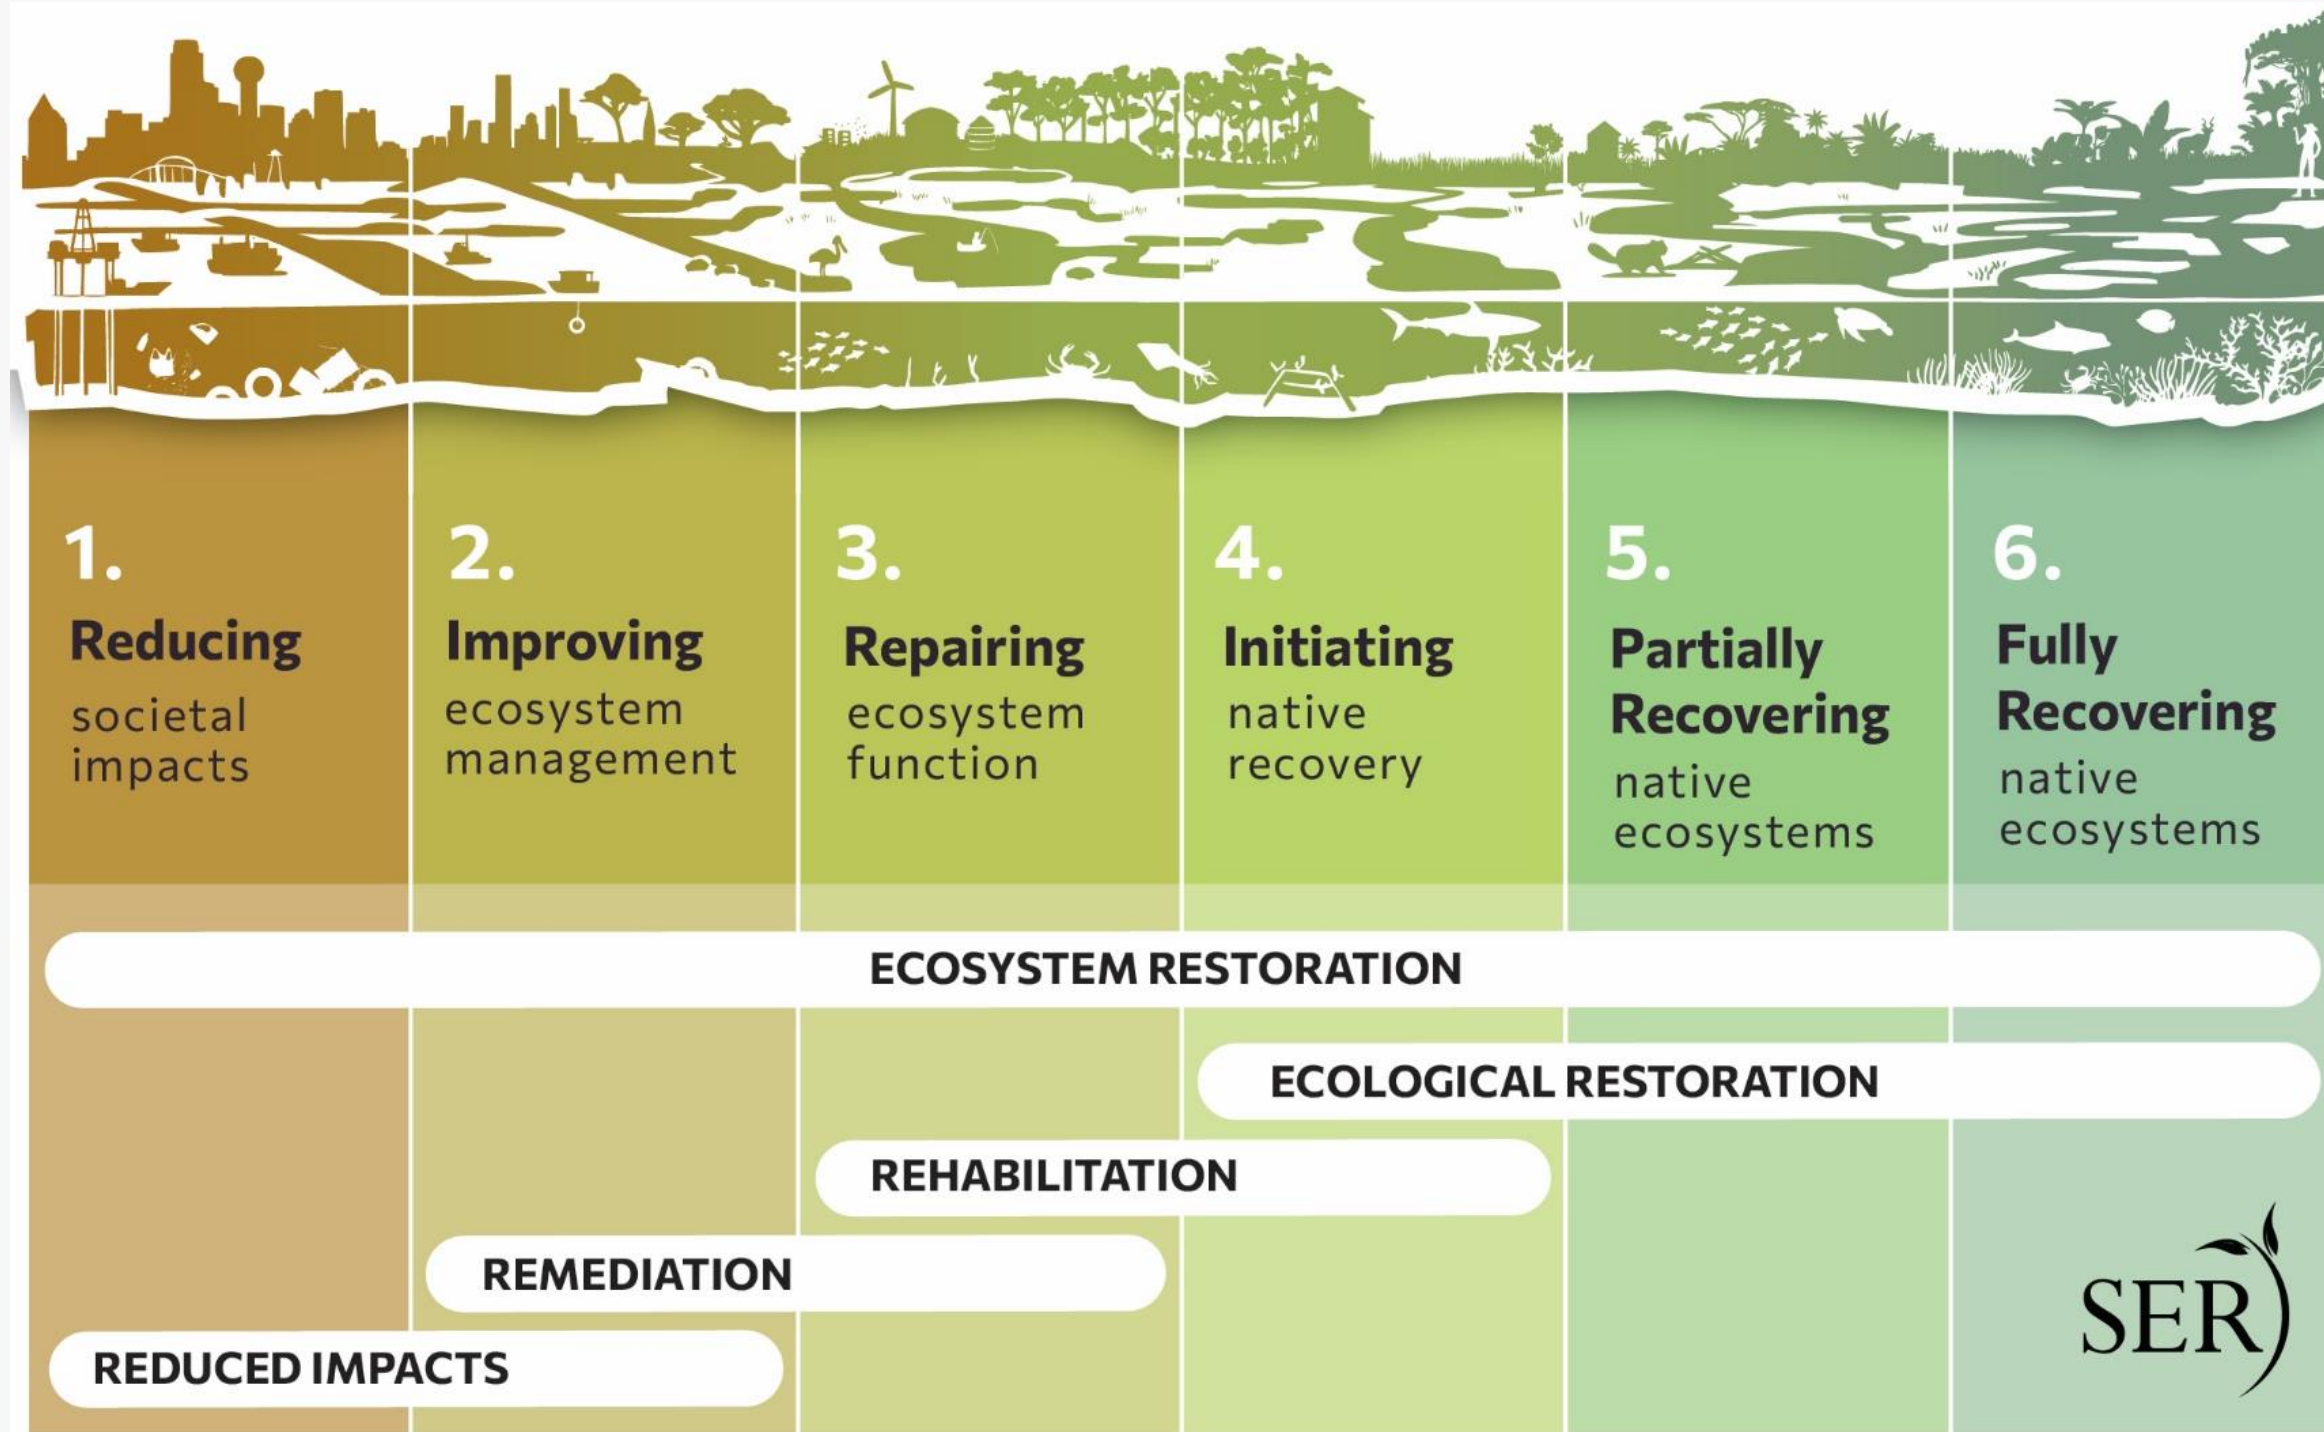 1.
Reducing
societal
impacts
2.
Improving
ecosystem
management
3.
Repairing
ecosystem
function
4.
Initiating
native
recovery
5.
Partially
Recovering
native
ecosystems
6.
Fully
Recovering
native
ecosystems
ECOSYSTEM RESTORATION
ECOLOGICAL RESTORATION
REHABILITATION
REMEDIATION
REDUCED IMPACTS
SER